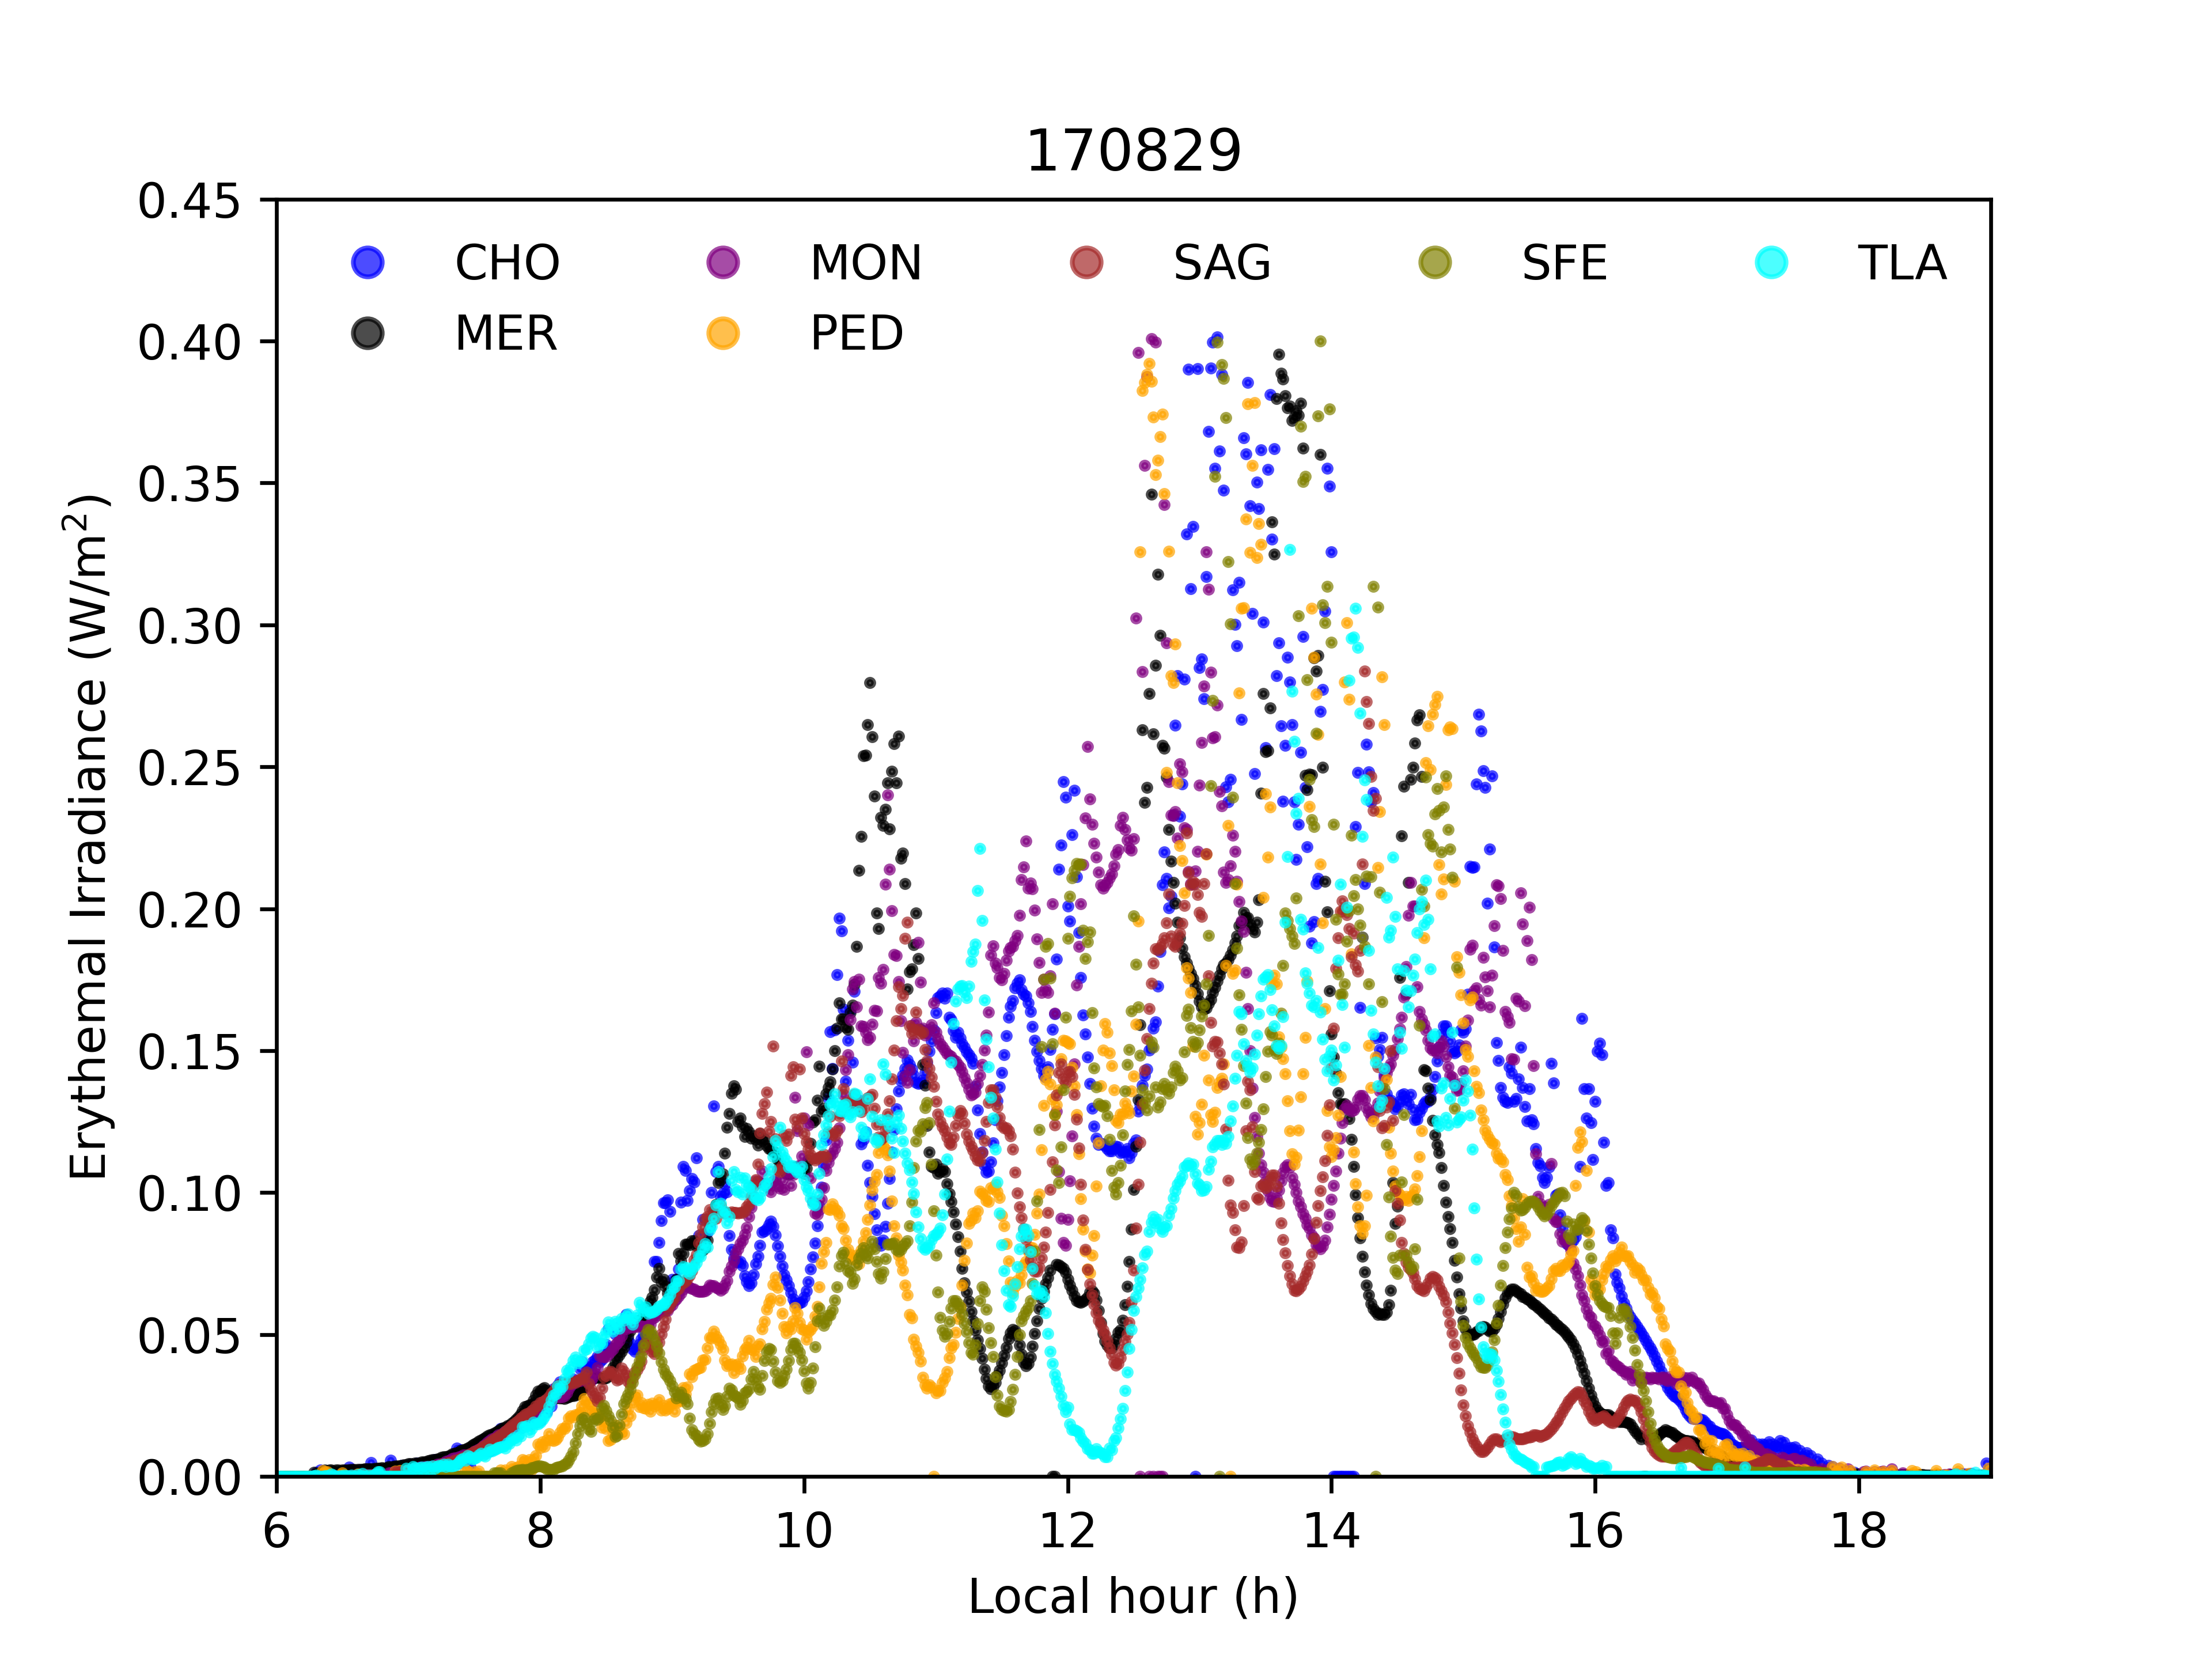 170829
Erythemal Irradiance (W/m²)
0.45
0.40
0.35
0.30
0.25
0.20
0.15
0.10
0.05
0.00
CHO MON SAG SFE TLA
MER PED
6 8 10 12 14 16 18
Local hour (h)